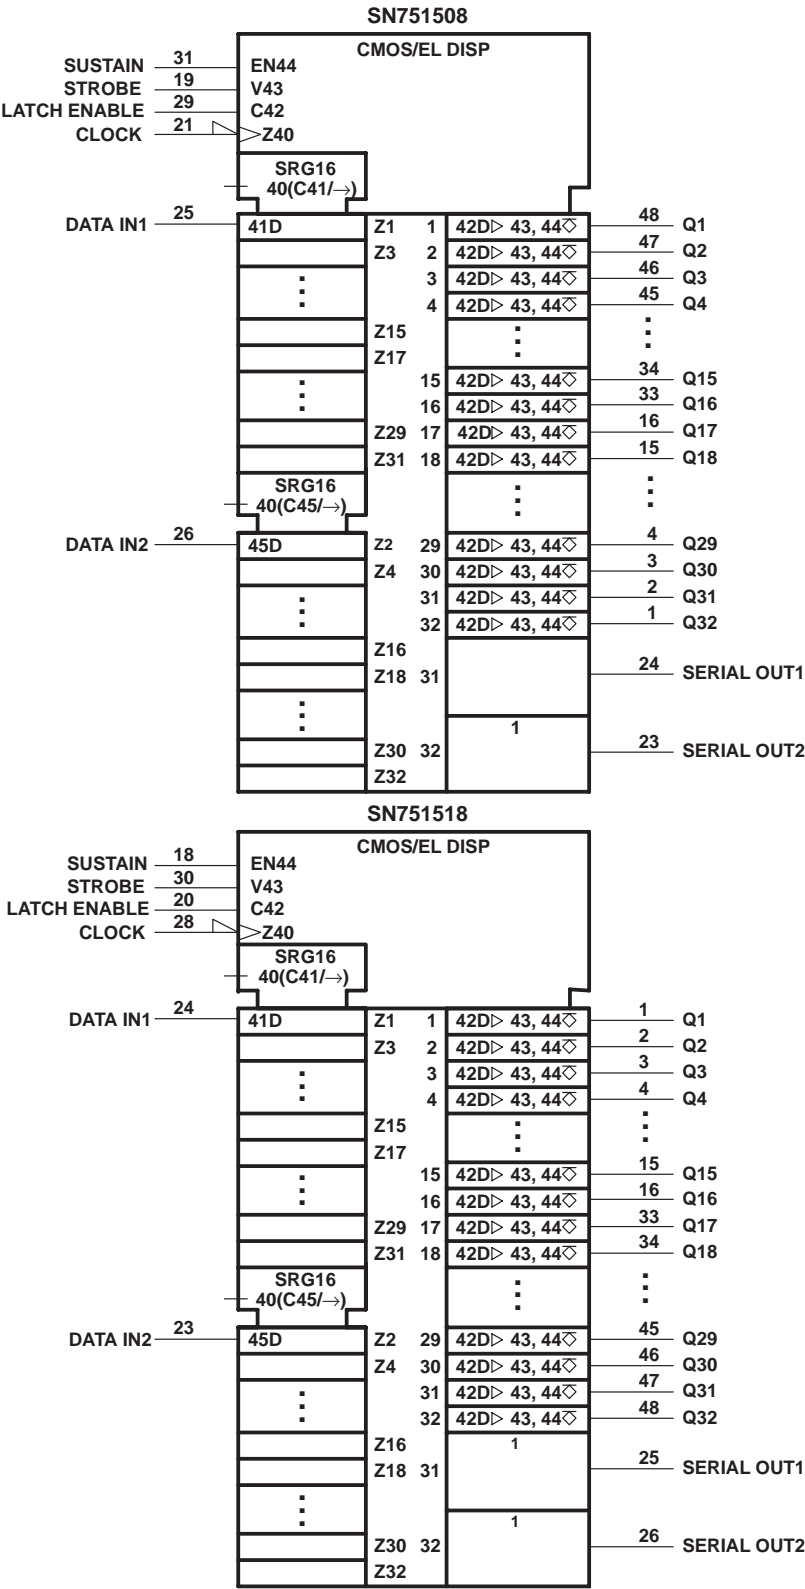 SN751508
CMOS/EL DISP
SUSTAIN 31 EN44
STROBE 19 V43
LATCH ENABLE 29 C42
CLOCK 21 Z40
SRG16
40(C41/→)
DATA IN1 25 41D Z1 1 42D▷ 43, 44⎏ 48 Q1
Z3 2 42D▷ 43, 44⎏ 47 Q2
3 42D▷ 43, 44⎏ 46 Q3
4 42D▷ 43, 44⎏ 45 Q4
Z15
Z17
15 42D▷ 43, 44⎏ 34 Q15
16 42D▷ 43, 44⎏ 33 Q16
Z29 17 42D▷ 43, 44⎏ 16 Q17
Z31 18 42D▷ 43, 44⎏ 15 Q18
SRG16
40(C45/→)
DATA IN2 26 45D Z2 29 42D▷ 43, 44⎏ 4 Q29
Z4 30 42D▷ 43, 44⎏ 3 Q30
31 42D▷ 43, 44⎏ 2 Q31
32 42D▷ 43, 44⎏ 1 Q32
Z16
Z18 31 24 SERIAL OUT1
1
Z30 32 23 SERIAL OUT2
Z32
SN751518
CMOS/EL DISP
SUSTAIN 18 EN44
STROBE 30 V43
LATCH ENABLE 20 C42
CLOCK 28 Z40
SRG16
40(C41/→)
DATA IN1 24 41D Z1 1 42D▷ 43, 44⎏ 1 Q1
Z3 2 42D▷ 43, 44⎏ 2 Q2
3 42D▷ 43, 44⎏ 3 Q3
4 42D▷ 43, 44⎏ 4 Q4
Z15
Z17
15 42D▷ 43, 44⎏ 15 Q15
16 42D▷ 43, 44⎏ 16 Q16
Z29 17 42D▷ 43, 44⎏ 33 Q17
Z31 18 42D▷ 43, 44⎏ 34 Q18
SRG16
40(C45/→)
DATA IN2 23 45D Z2 29 42D▷ 43, 44⎏ 45 Q29
Z4 30 42D▷ 43, 44⎏ 46 Q30
31 42D▷ 43, 44⎏ 47 Q31
32 42D▷ 43, 44⎏ 48 Q32
Z16 1
Z18 31 25 SERIAL OUT1
1
Z30 32 26 SERIAL OUT2
Z32